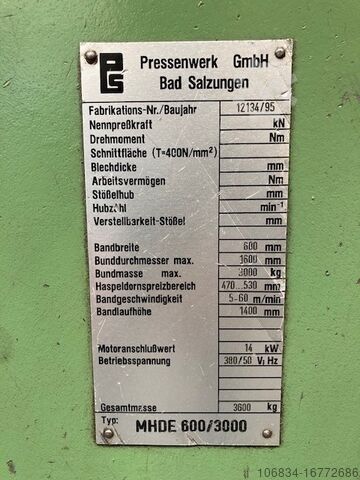 PS
Pressenwerk GmbH
Bad Salzungen
Fabrikations-Nr./Baujahr 12134/95
Nennpreßkraft kN
Drehmoment Nm
Schnittfläche (T=400N/mm²)
Blechdicke mm
Arbeitsvermögen Nm
Stößelhub mm
Hubzahl min⁻¹
Verstellbarkeit-Stößel mm
Bandbreite 600 mm
Bunddurchmesser max. 1600 mm
Bundmasse max. 3000 kg
Haspeldornspreizbereich 470...530 mm
Bandgeschwindigkeit 5-60 m/min
Bandlaufhöhe 1400 mm
Motoranschlußwert 14 kW
Betriebsspannung 380/50 V/Hz
Gesamtmasse 3600 kg
Typ: MHDE 600/3000
106834-16772686